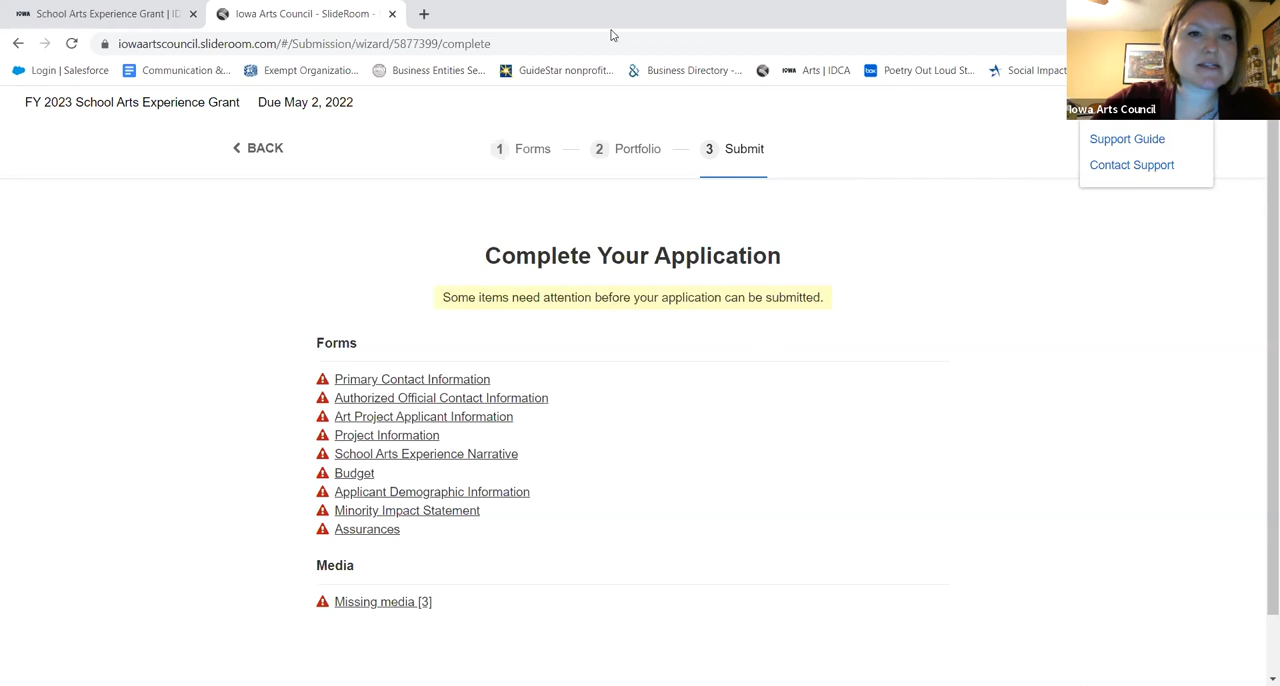 IOWA School Arts Experience Grant | ID
Iowa Arts Council - SlideRoom -
iowaartscouncil.slideroom.com/#/Submission/wizard/5877399/complete
Login | Salesforce
Communication &...
Exempt Organizatio...
Business Entities Se...
GuideStar nonprofit...
Business Directory -...
IOWA Arts | IDCA
box Poetry Out Loud St...
Social Impact
Iowa Arts Council
FY 2023 School Arts Experience Grant Due May 2, 2022
Support Guide
Contact Support
BACK
1 Forms
2 Portfolio
3 Submit
Complete Your Application
Some items need attention before your application can be submitted.
Forms
Primary Contact Information
Authorized Official Contact Information
Art Project Applicant Information
Project Information
School Arts Experience Narrative
Budget
Applicant Demographic Information
Minority Impact Statement
Assurances
Media
Missing media [3]